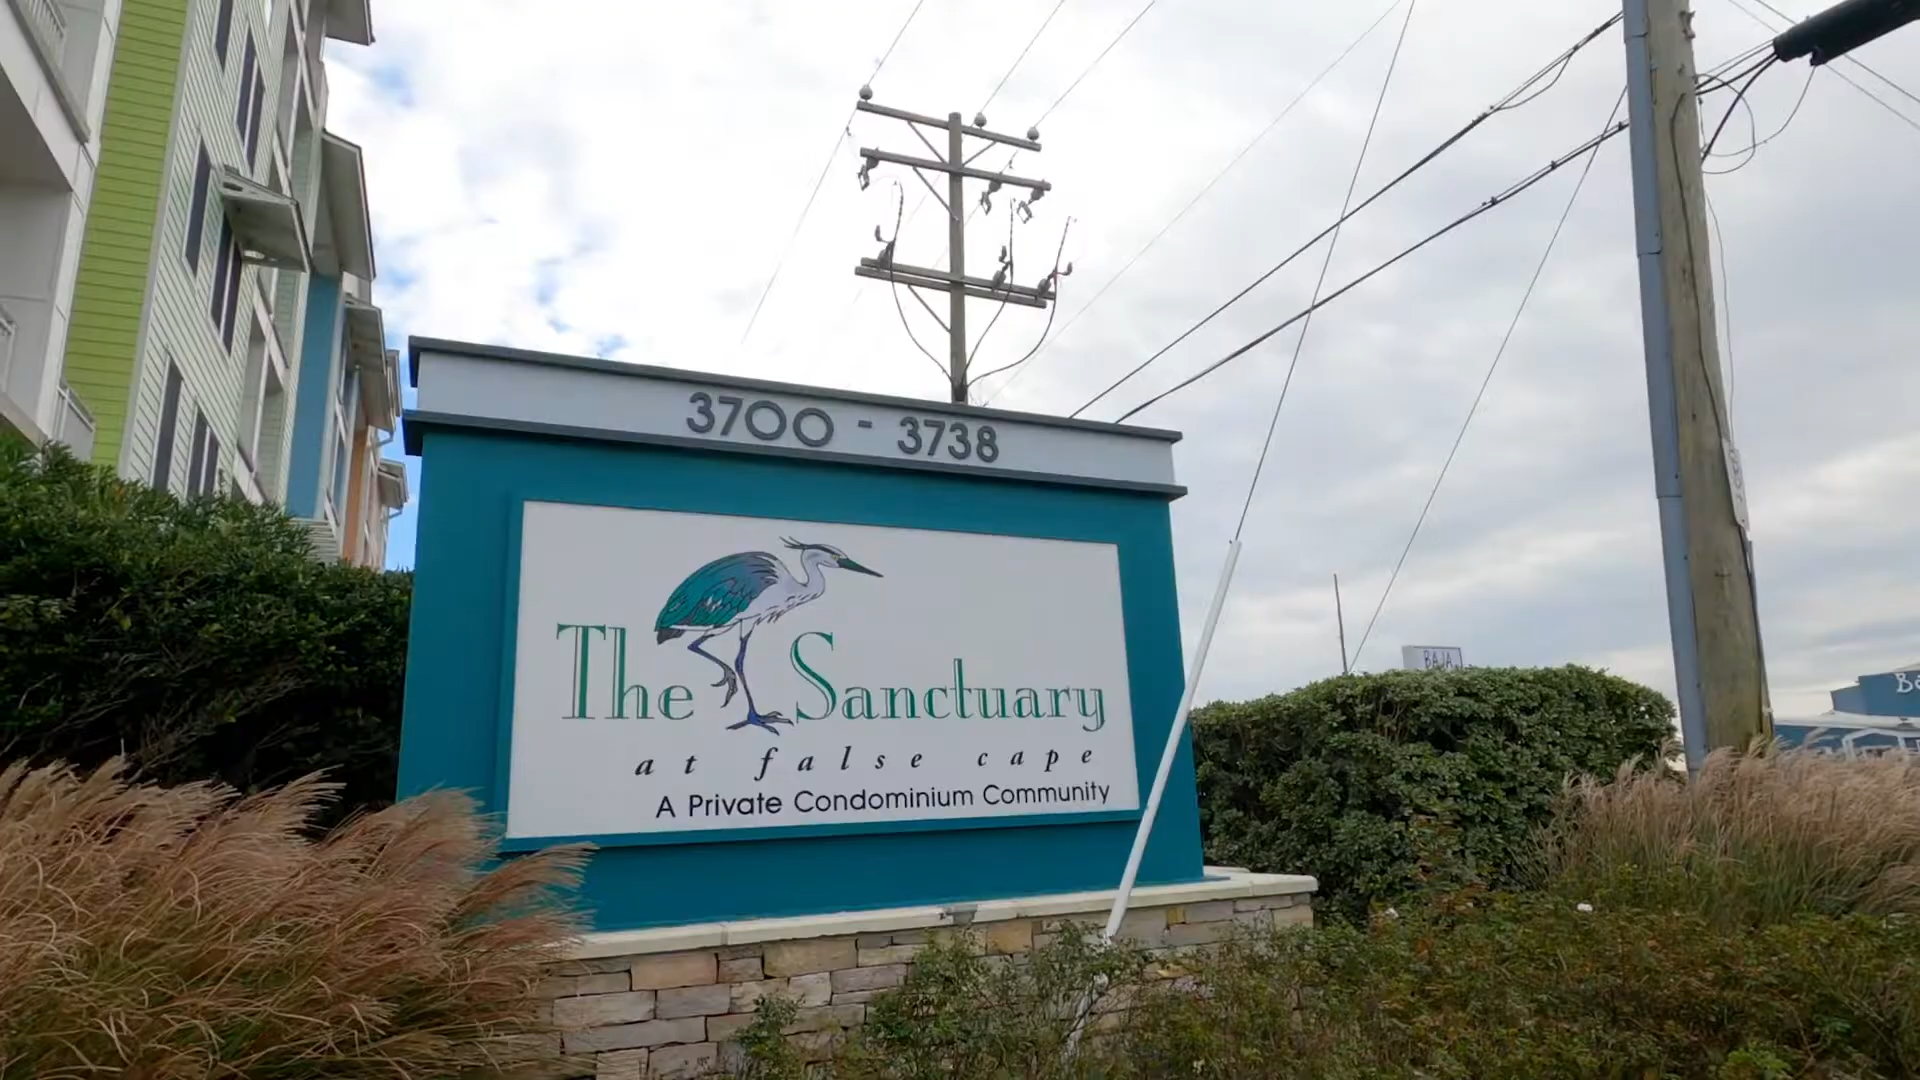 3700 - 3738
The Sanctuary
at false cape
A Private Condominium Community
BAJA